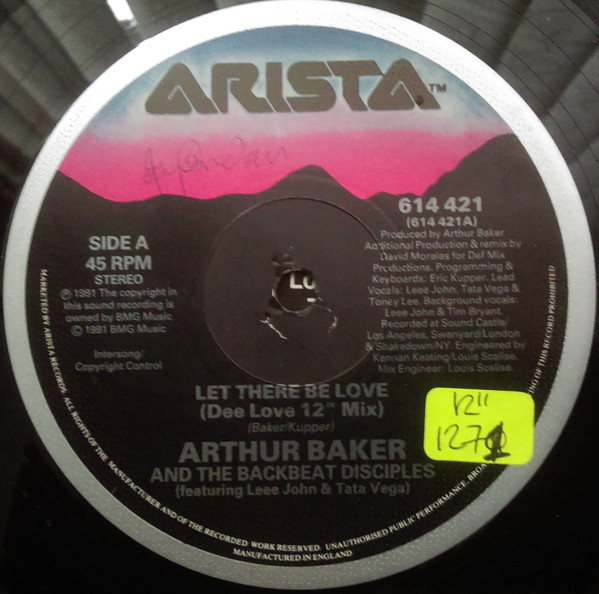 ARISTA™
614 421
(614 421A)
Produced by Arthur Baker
Additional Production & remix by
David Morales for Def Mix
Productions. Programming &
Keyboards: Eric Kupper. Lead
Vocals: Leee John, Tata Vega &
Toney Lee. Background vocals:
Leee John & Tim Bryant.
Recorded at Sound Castle/
Los Angeles, Swanyard/London
& Shakedown/NY. Engineered by
Kannan Keating/Louis Scalise.
Mix Engineer: Louis Scalise.
SIDE A
45 RPM
STEREO
℗ 1991 The copyright in
this sound recording is
owned by BMG Music
© 1991 BMG Music
Intersong/
Copyright Control
LET THERE BE LOVE
(Dee Love 12" Mix)
(Baker/Kupper)
ARTHUR BAKER
AND THE BACKBEAT DISCIPLES
(featuring Leee John & Tata Vega)
12"
MARKETED BY ARISTA RECORDS. ALL RIGHTS OF THE MANUFACTURER AND OF THE RECORDED WORK RESERVED. UNAUTHORISED PUBLIC PERFORMANCE, ING OF THIS RECORD PROHIBITED
MANUFACTURED IN ENGLAND